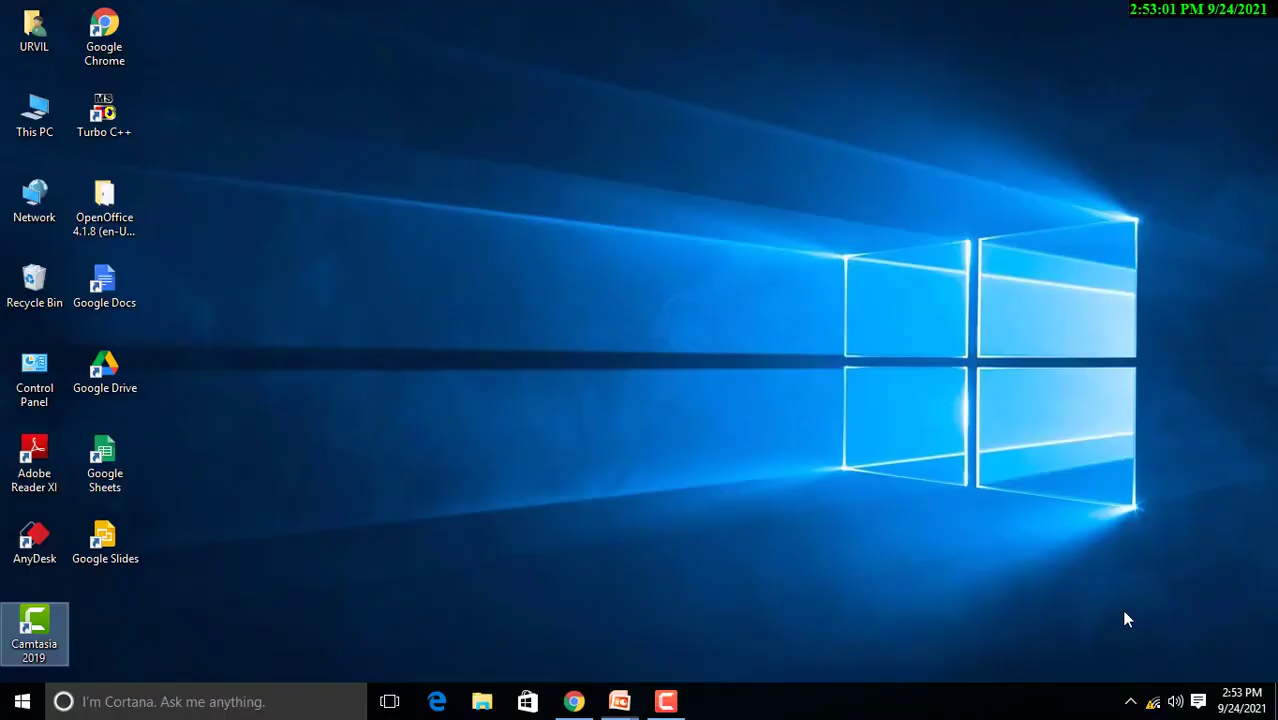 2:53:01 PM 9/24/2021
URVIL
Google
Chrome
This PC
MS
Turbo C++
Network
OpenOffice
4.1.8 (en-U...
Recycle Bin
Google Docs
Control
Panel
Google Drive
Adobe
Reader XI
Google
Sheets
AnyDesk
Google Slides
Camtasia
2019
I'm Cortana. Ask me anything.
2:53 PM
9/24/2021